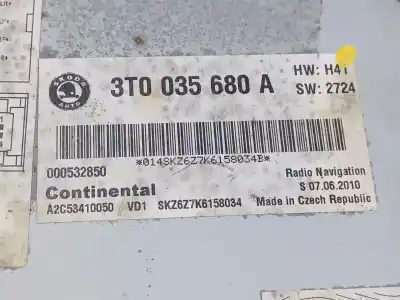 ŠKODA
AUTO
3T0 035 680 A
HW: H41
SW: 2724
*014SKZ6Z7K6158034B*
000532850
Continental
A2C53410050 VD1 SKZ6Z7K6158034
Radio Navigation
S 07.06.2010
Made in Czech Republic